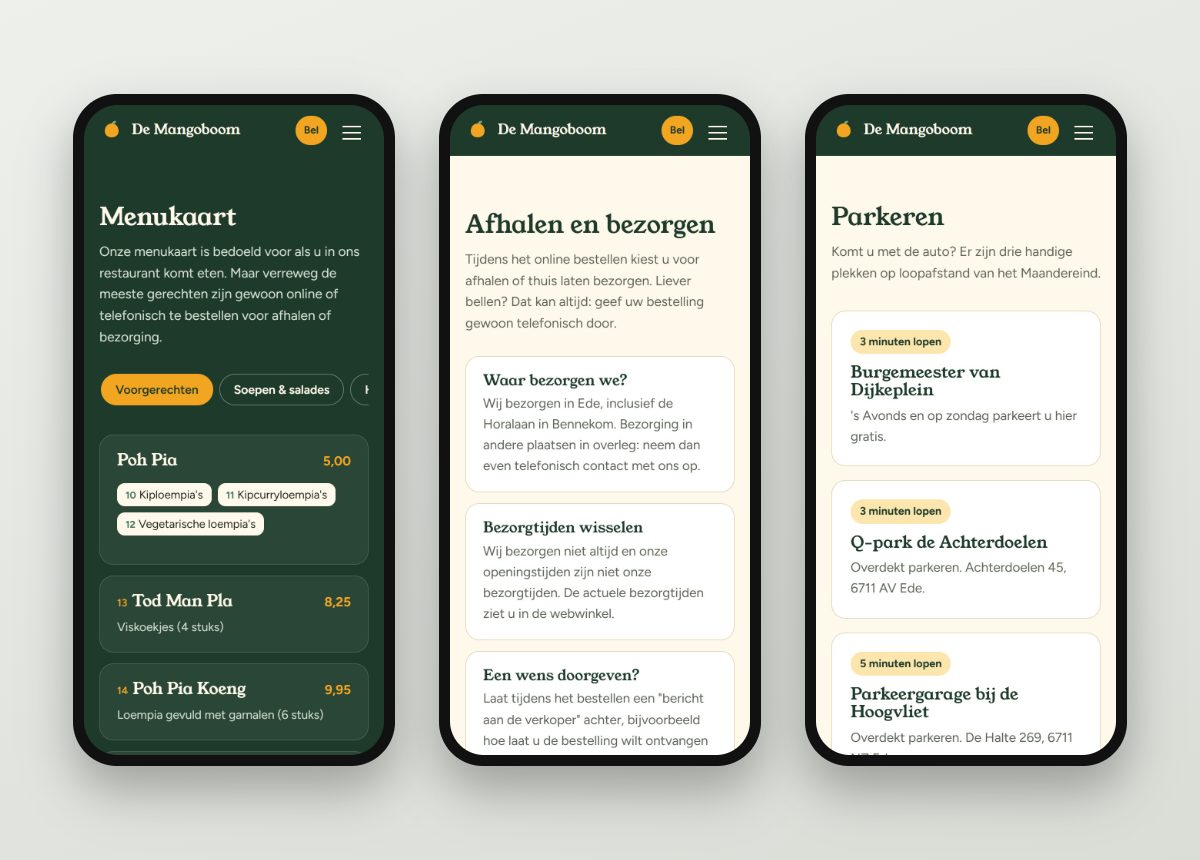 De Mangoboom
Bel
Menukaart
Onze menukaart is bedoeld voor als u in ons
restaurant komt eten. Maar verreweg de
meeste gerechten zijn gewoon online of
telefonisch te bestellen voor afhalen of
bezorging.
Voorgerechten
Soepen & salades
Poh Pia
5,00
10 Kiploempia's
11 Kipcurryloempia's
12 Vegetarische loempia's
13 Tod Man Pla
8,25
Viskoekjes (4 stuks)
14 Poh Pia Koeng
9,95
Loempia gevuld met garnalen (6 stuks)
De Mangoboom
Bel
Afhalen en bezorgen
Tijdens het online bestellen kiest u voor
afhalen of thuis laten bezorgen. Liever
bellen? Dat kan altijd: geef uw bestelling
gewoon telefonisch door.
Waar bezorgen we?
Wij bezorgen in Ede, inclusief de
Horalaan in Bennekom. Bezorging in
andere plaatsen in overleg: neem dan
even telefonisch contact met ons op.
Bezorgtijden wisselen
Wij bezorgen niet altijd en onze
openingstijden zijn niet onze
bezorgtijden. De actuele bezorgtijden
ziet u in de webwinkel.
Een wens doorgeven?
Laat tijdens het bestellen een "bericht
aan de verkoper" achter, bijvoorbeeld
hoe laat u de bestelling wilt ontvangen
De Mangoboom
Bel
Parkeren
Komt u met de auto? Er zijn drie handige
plekken op loopafstand van het Maandereind.
3 minuten lopen
Burgemeester van
Dijkeplein
's Avonds en op zondag parkeert u hier
gratis.
3 minuten lopen
Q-park de Achterdoelen
Overdekt parkeren. Achterdoelen 45,
6711 AV Ede.
5 minuten lopen
Parkeergarage bij de
Hoogvliet
Overdekt parkeren. De Halte 269, 6711